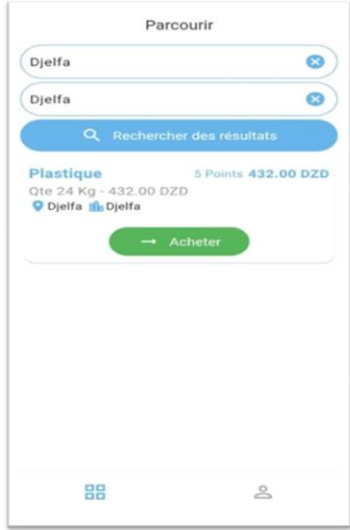 Parcourir
Djelfa
Djelfa
Rechercher des résultats
Plastique 5 Points 432.00 DZD
Qte 24 Kg - 432.00 DZD
Djelfa Djelfa
→ Acheter